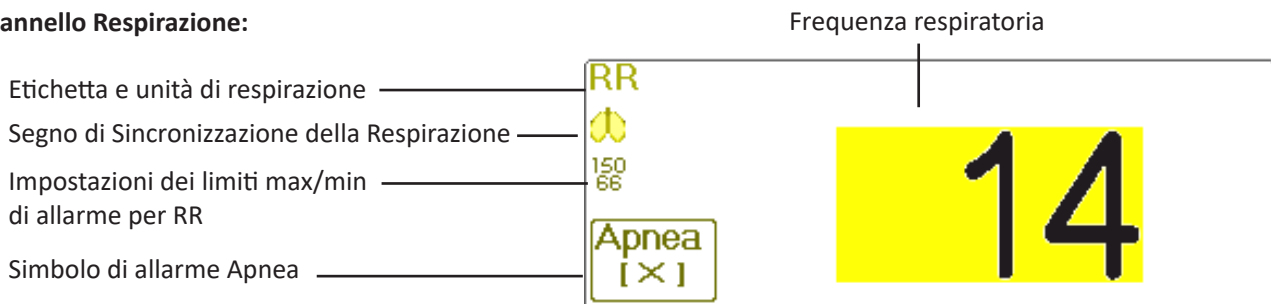 annello Respirazione:
Frequenza respiratoria
Etichetta e unità di respirazione
RR
Segno di Sincronizzazione della Respirazione
Impostazioni dei limiti max/min
di allarme per RR
150
66
14
Simbolo di allarme Apnea
Apnea
[×]